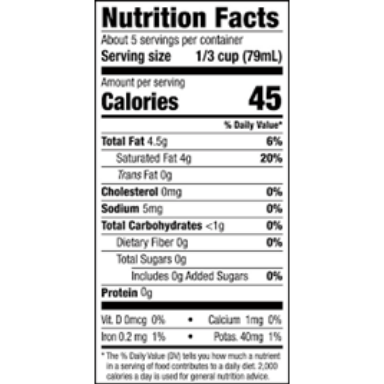 Nutrition Facts
About 5 servings per container
Serving size 1/3 cup (79mL)
Amount per serving
Calories 45
% Daily Value*
Total Fat 4.5g 6%
Saturated Fat 4g 20%
Trans Fat 0g
Cholesterol 0mg 0%
Sodium 5mg 0%
Total Carbohydrates <1g 0%
Dietary Fiber 0g 0%
Total Sugars 0g
Includes 0g Added Sugars 0%
Protein 0g
Vit. D 0mcg 0% • Calcium 1mg 0%
Iron 0.2 mg 1% • Potas. 40mg 1%
* The % Daily Value (DV) tells you how much a nutrient
in a serving of food contributes to a daily diet. 2,000
calories a day is used for general nutrition advice.